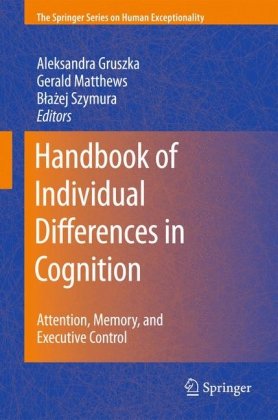 The Springer Series on Human Exceptionality
Aleksandra Gruszka
Gerald Matthews
Błażej Szymura
Editors
Handbook of
Individual
Differences in
Cognition
Attention, Memory, and
Executive Control
Springer